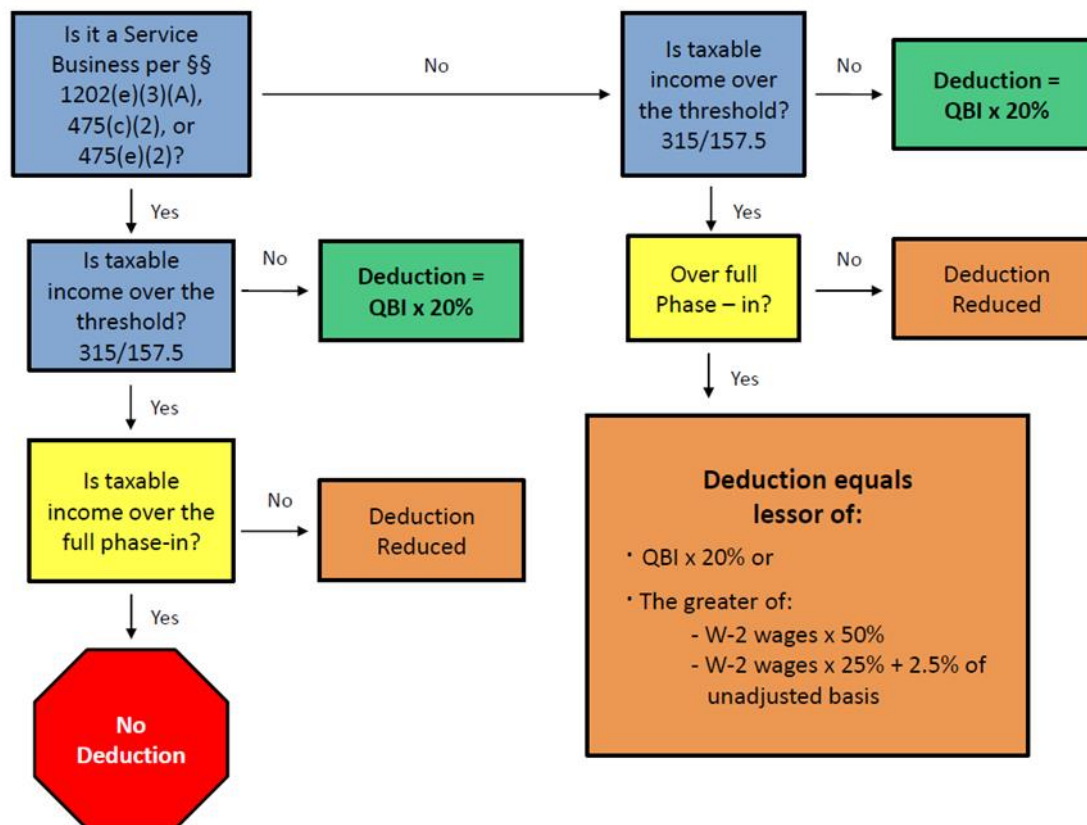 Is it a Service
Business per §§
1202(e)(3)(A),
475(c)(2), or
475(e)(2)?
No
Is taxable
income over
the threshold?
315/157.5
No
Deduction =
QBI x 20%
Yes
Yes
Is taxable
income over the
threshold?
315/157.5
No
Deduction =
QBI x 20%
Over full
Phase – in?
No
Deduction
Reduced
Yes
Yes
Is taxable
income over the
full phase-in?
No
Deduction
Reduced
Deduction equals
lessor of:
· QBI x 20% or
· The greater of:
- W-2 wages x 50%
- W-2 wages x 25% + 2.5% of
unadjusted basis
Yes
No
Deduction